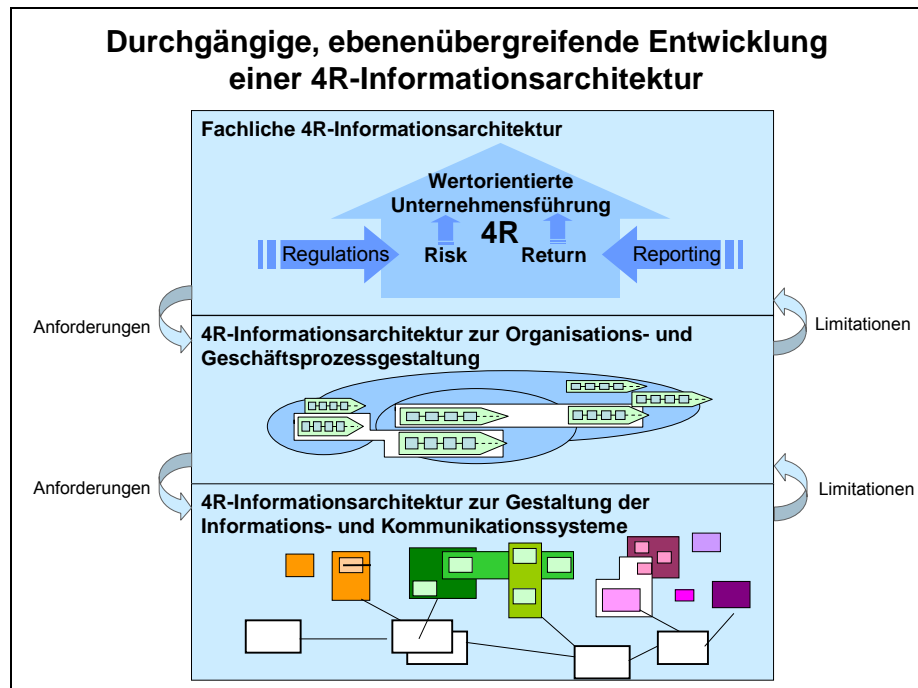 Durchgängige, ebenenübergreifende Entwicklung
einer 4R-Informationsarchitektur
Fachliche 4R-Informationsarchitektur
Wertorientierte
Unternehmensführung
4R
Regulations
Risk
Return
Reporting
Anforderungen
Limitationen
4R-Informationsarchitektur zur Organisations- und
Geschäftsprozessgestaltung
Anforderungen
Limitationen
4R-Informationsarchitektur zur Gestaltung der
Informations- und Kommunikationssysteme